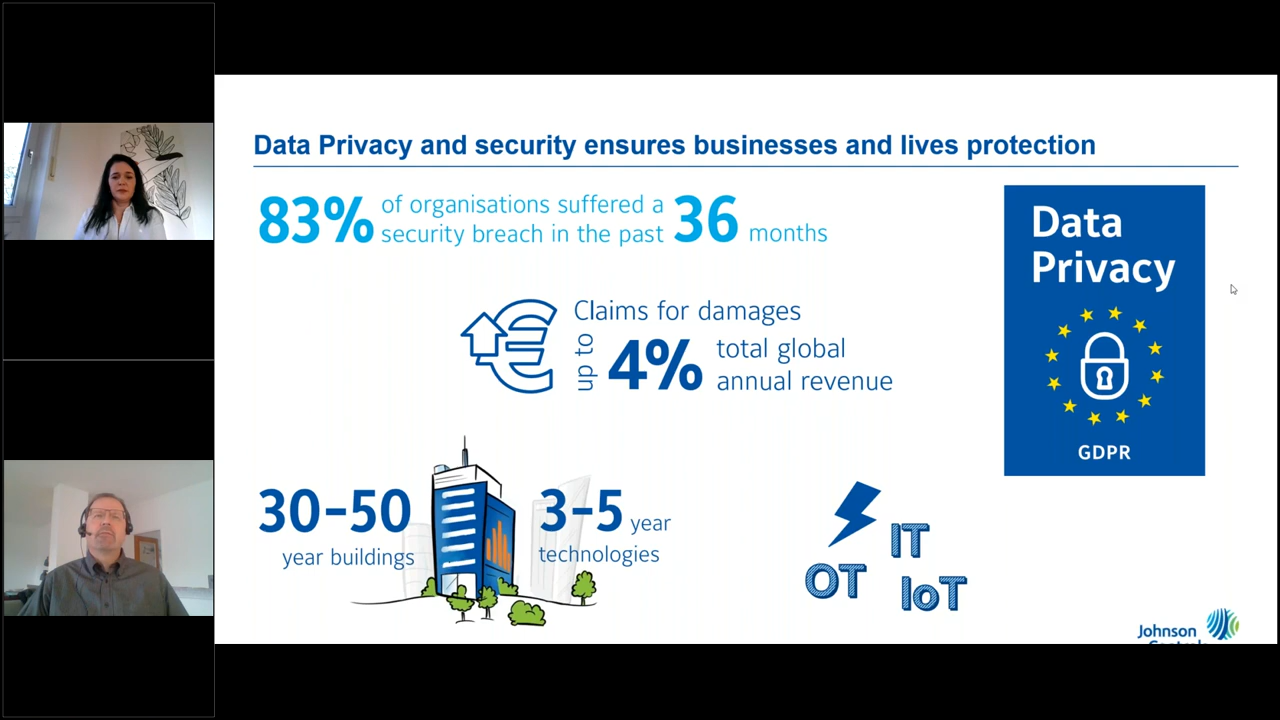 Data Privacy and security ensures businesses and lives protection
83% of organisations suffered a
security breach in the past 36 months
Data
Privacy
GDPR
Claims for damages
up to 4% total global
annual revenue
30-50
year buildings
3-5 year
technologies
IT
OT
IoT
Johnson
Controls